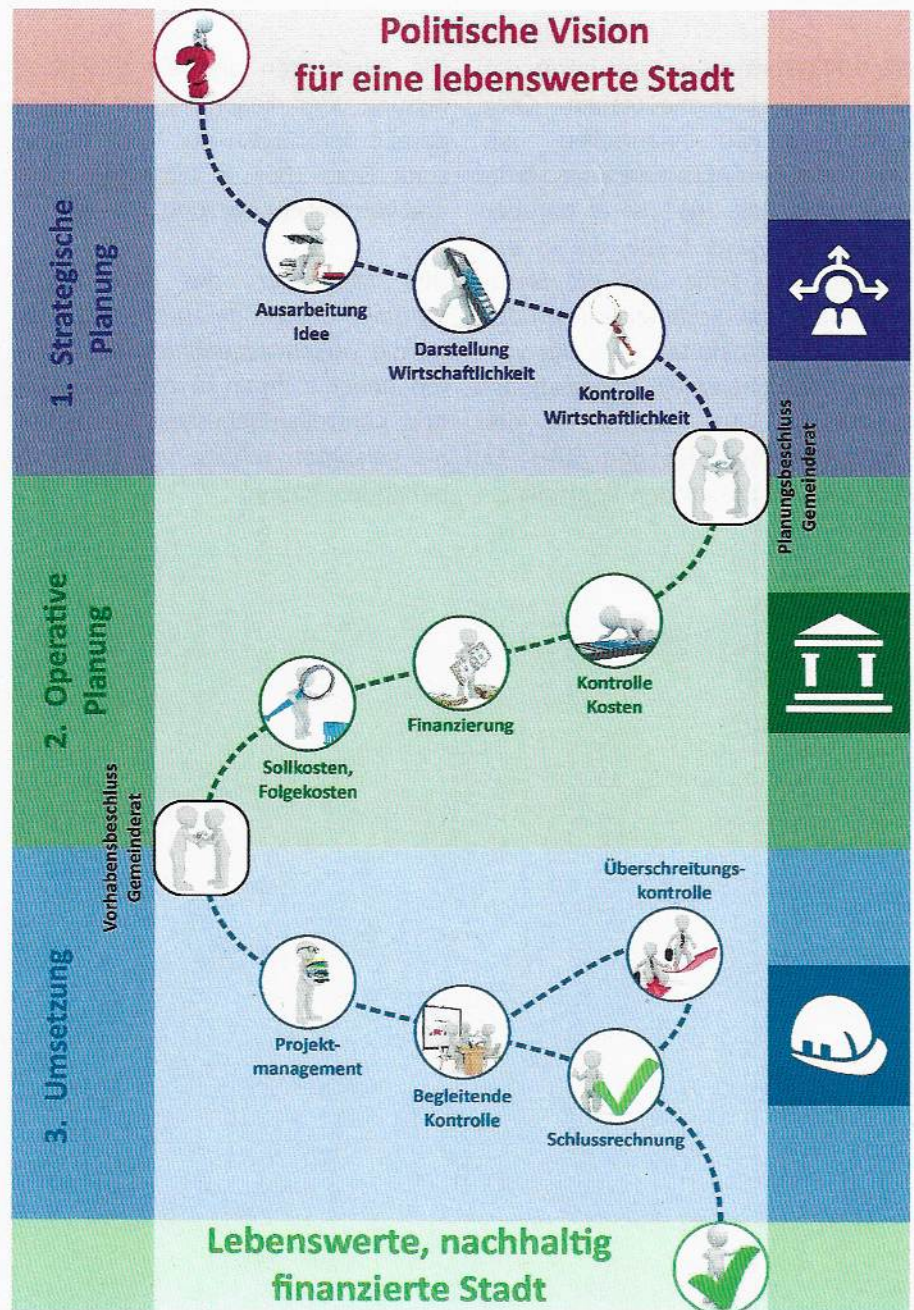 Politische Vision
für eine lebenswerte Stadt
1. Strategische
Planung
Ausarbeitung
Idee
Darstellung
Wirtschaftlichkeit
Kontrolle
Wirtschaftlichkeit
Planungsbeschluss
Gemeinderat
2. Operative
Planung
Kontrolle
Kosten
Finanzierung
Sollkosten,
Folgekosten
Vorhabensbeschluss
Gemeinderat
3. Umsetzung
Projekt-
management
Begleitende
Kontrolle
Überschreitungs-
kontrolle
Schlussrechnung
Lebenswerte, nachhaltig
finanzierte Stadt